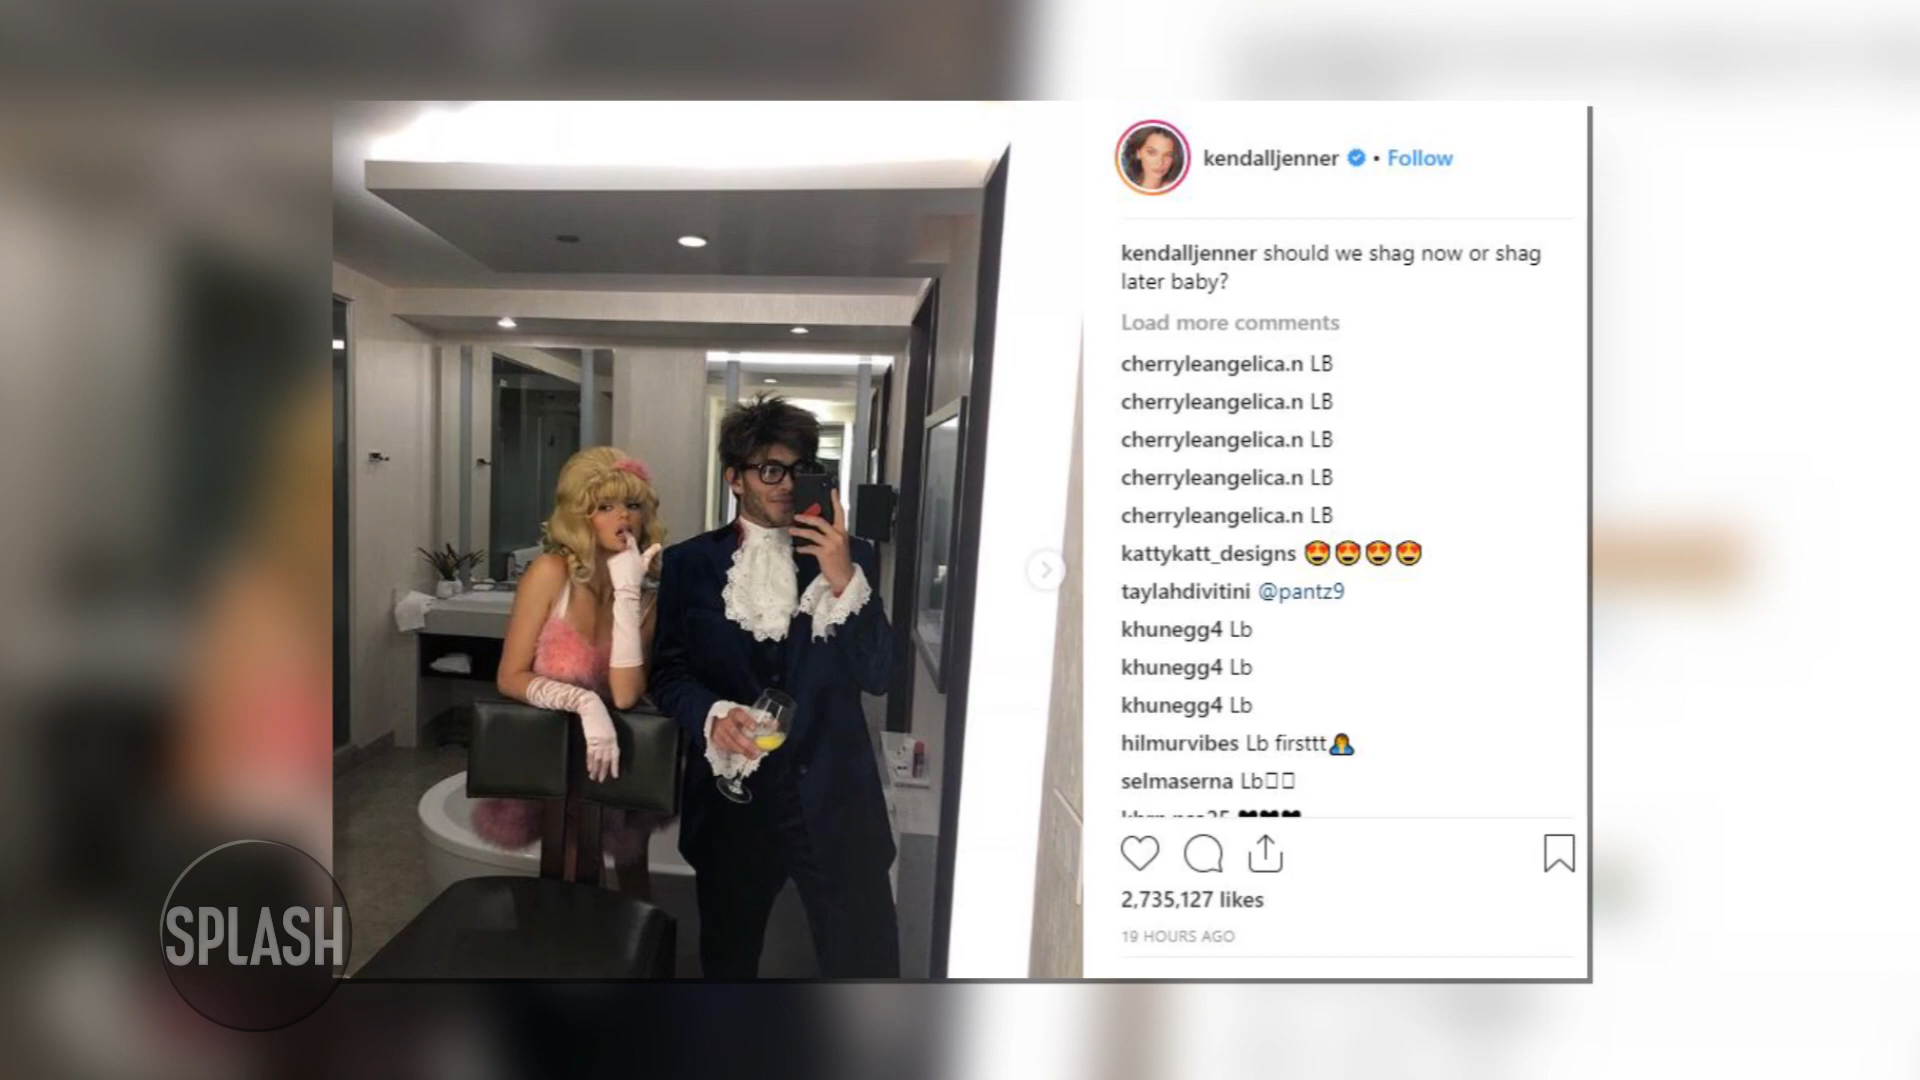 kendalljenner • Follow
kendalljenner should we shag now or shag
later baby?
Load more comments
cherryleangelica.n LB
cherryleangelica.n LB
cherryleangelica.n LB
cherryleangelica.n LB
cherryleangelica.n LB
kattykatt_designs 😍😍😍😍
taylahdivitini @pantz9
khunegg4 Lb
khunegg4 Lb
khunegg4 Lb
hilmurvibes Lb firsttt🤦
selmaserna Lb▯▯
2,735,127 likes
19 HOURS AGO
SPLASH